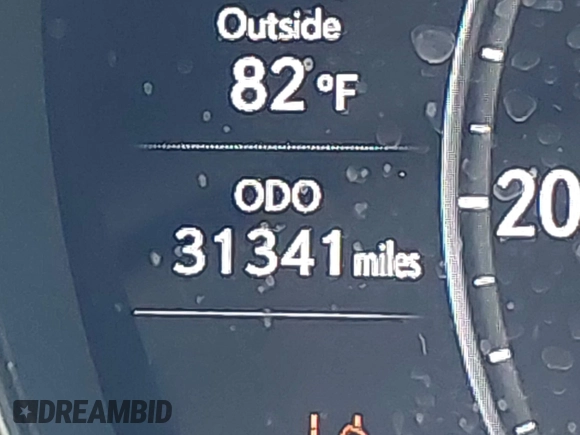 Outside
82°F
ODO
31341 miles
20
DREAMBID